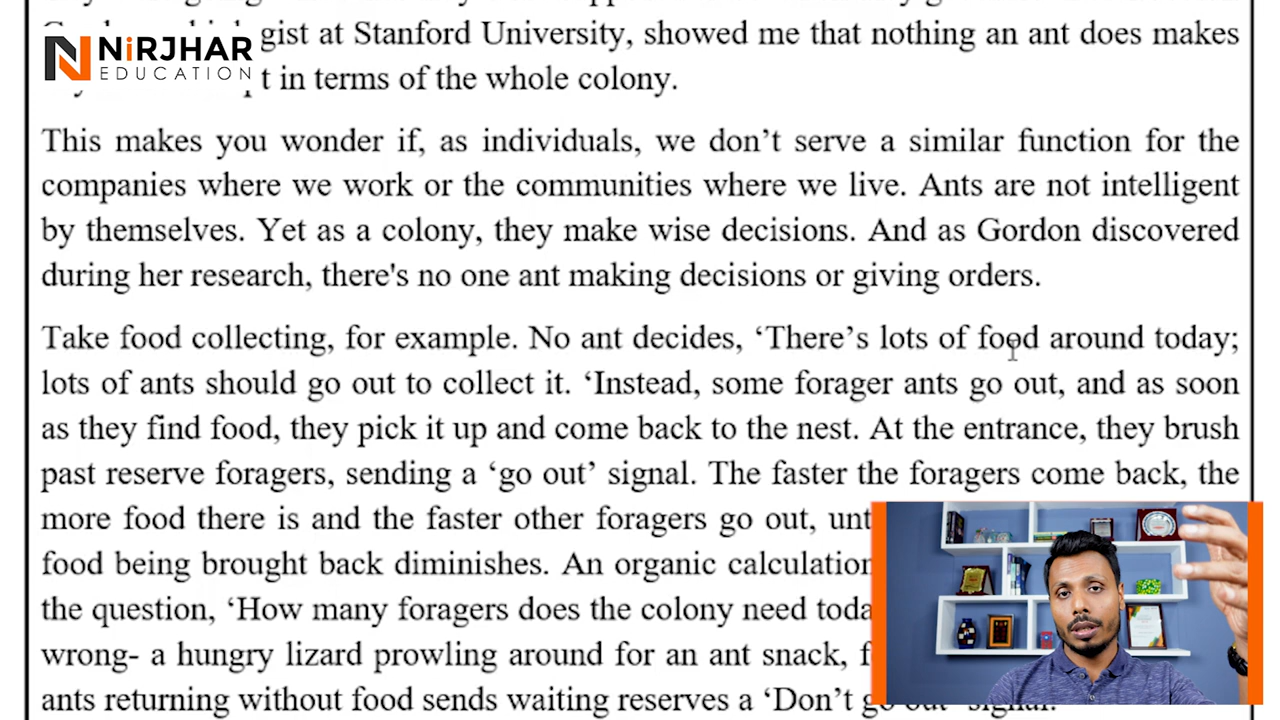 NiRJHAR
EDUCATION
gist at Stanford University, showed me that nothing an ant does makes
t in terms of the whole colony.
This makes you wonder if, as individuals, we don’t serve a similar function for the
companies where we work or the communities where we live. Ants are not intelligent
by themselves. Yet as a colony, they make wise decisions. And as Gordon discovered
during her research, there's no one ant making decisions or giving orders.
Take food collecting, for example. No ant decides, ‘There’s lots of food around today;
lots of ants should go out to collect it. ‘Instead, some forager ants go out, and as soon
as they find food, they pick it up and come back to the nest. At the entrance, they brush
past reserve foragers, sending a ‘go out’ signal. The faster the foragers come back, the
more food there is and the faster other foragers go out, unt
food being brought back diminishes. An organic calculation
the question, ‘How many foragers does the colony need toda
wrong- a hungry lizard prowling around for an ant snack, f
ants returning without food sends waiting reserves a ‘Don’t go out’ signal.